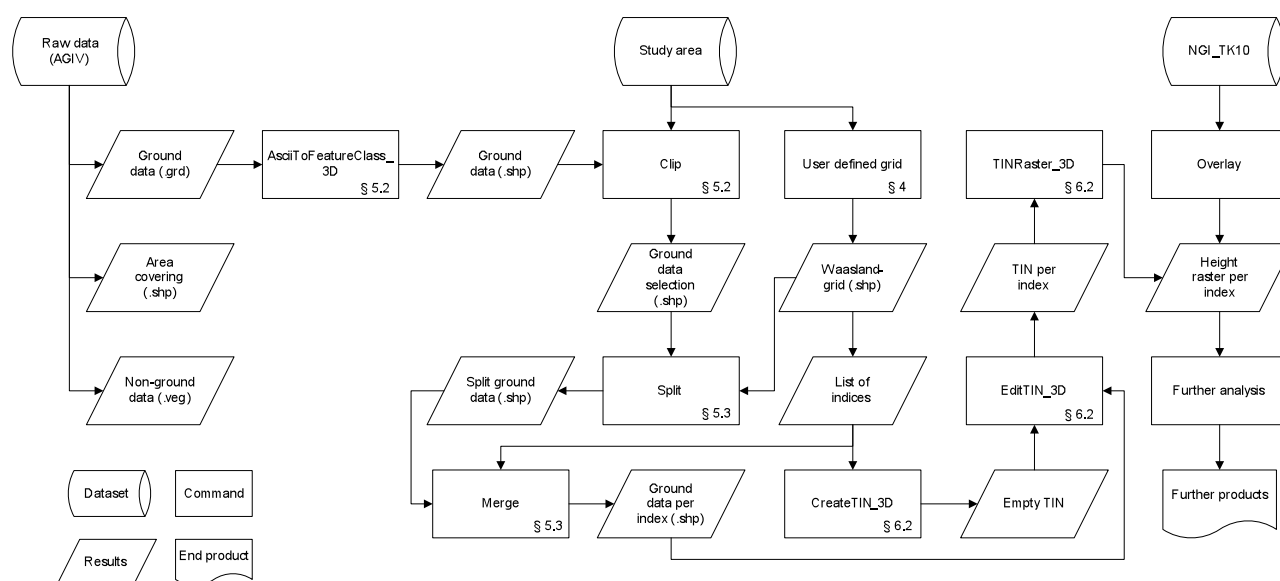 Raw data
(AGIV)
Study area
NGI_TK10
Ground
data (.grd)
AsciiToFeatureClass_
3D
§ 5.2
Ground
data (.shp)
Clip
§ 5.2
User defined grid
§ 4
TINRaster_3D
§ 6.2
Overlay
Area
covering
(.shp)
Ground
data
selection
(.shp)
Waasland-
grid (.shp)
TIN per
index
Height
raster per
index
Non-ground
data (.veg)
Split ground
data (.shp)
Split
§ 5.3
List of
indices
EditTIN_3D
§ 6.2
Further analysis
Dataset
Command
Merge
§ 5.3
Ground
data per
index (.shp)
CreateTIN_3D
§ 6.2
Empty TIN
Further products
Results
End product